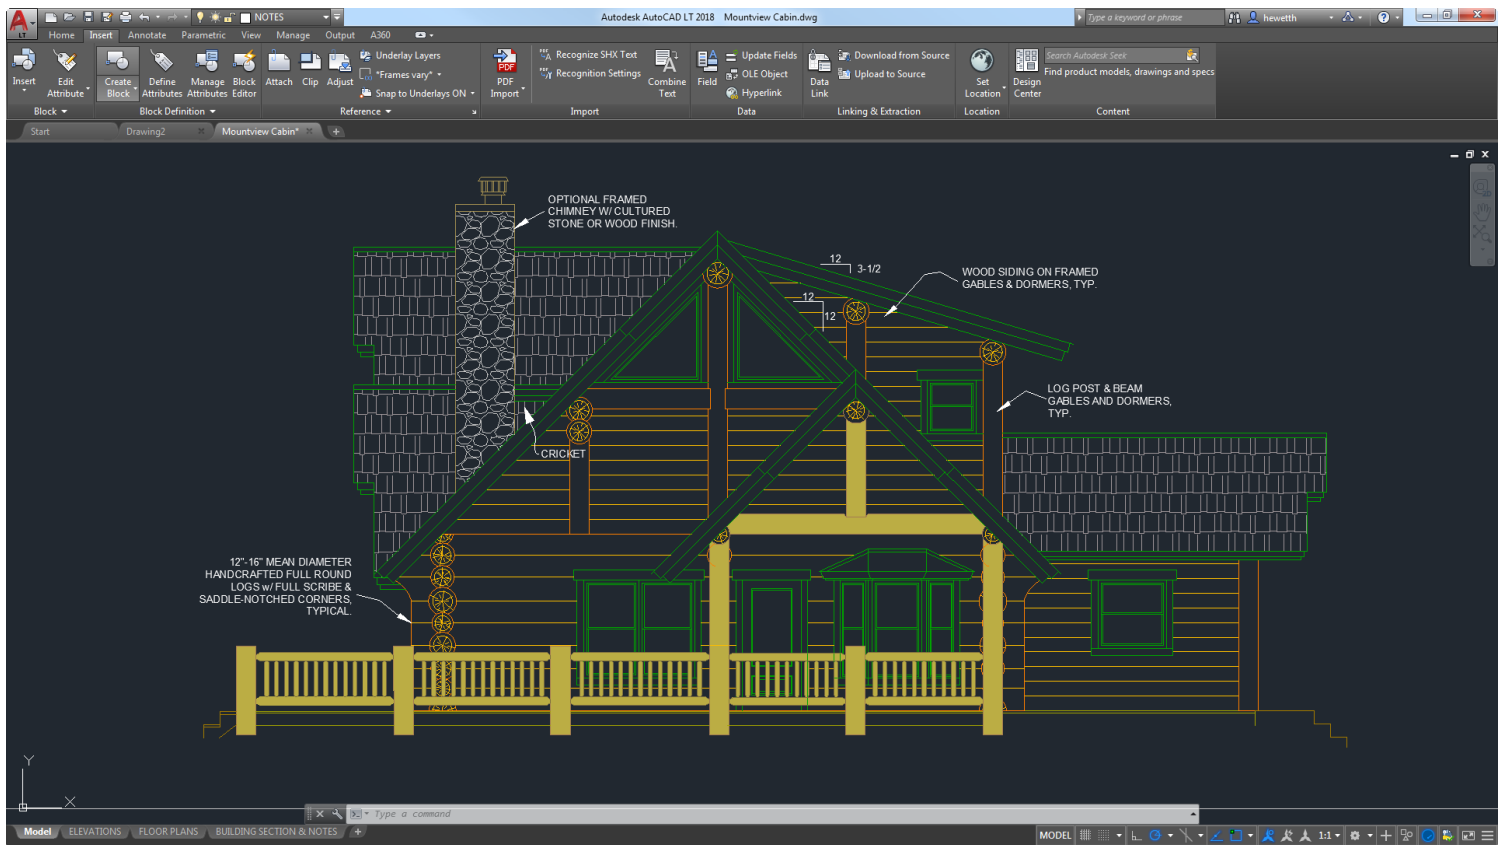 NOTES
Autodesk AutoCAD LT 2018 Mountview Cabin.dwg
Type a keyword or phrase
hewetth
LT
Home Insert Annotate Parametric View Manage Output A360
Insert
Edit
Attribute
Create
Block
Define
Attributes
Manage
Attributes
Block
Editor
Attach
Clip
Adjust
Underlay Layers
*Frames vary*
Snap to Underlays ON
PDF
PDF
Import
Recognize SHX Text
Recognition Settings
Combine
Text
Field
Update Fields
OLE Object
Hyperlink
Data
Link
Download from Source
Upload to Source
Set
Location
Design
Center
Search Autodesk Seek
Find product models, drawings and specs
Block
Block Definition
Reference
Import
Data
Linking & Extraction
Location
Content
Start
Drawing2
Mountview Cabin*
OPTIONAL FRAMED
CHIMNEY W/ CULTURED
STONE OR WOOD FINISH.
12
3-1/2
12
12
WOOD SIDING ON FRAMED
GABLES & DORMERS, TYP.
LOG POST & BEAM
GABLES AND DORMERS,
TYP.
CRICKET
12"-16" MEAN DIAMETER
HANDCRAFTED FULL ROUND
LOGS w/ FULL SCRIBE &
SADDLE-NOTCHED CORNERS,
TYPICAL.
Y
X
Type a command
Model ELEVATIONS FLOOR PLANS BUILDING SECTION & NOTES +
MODEL
1:1